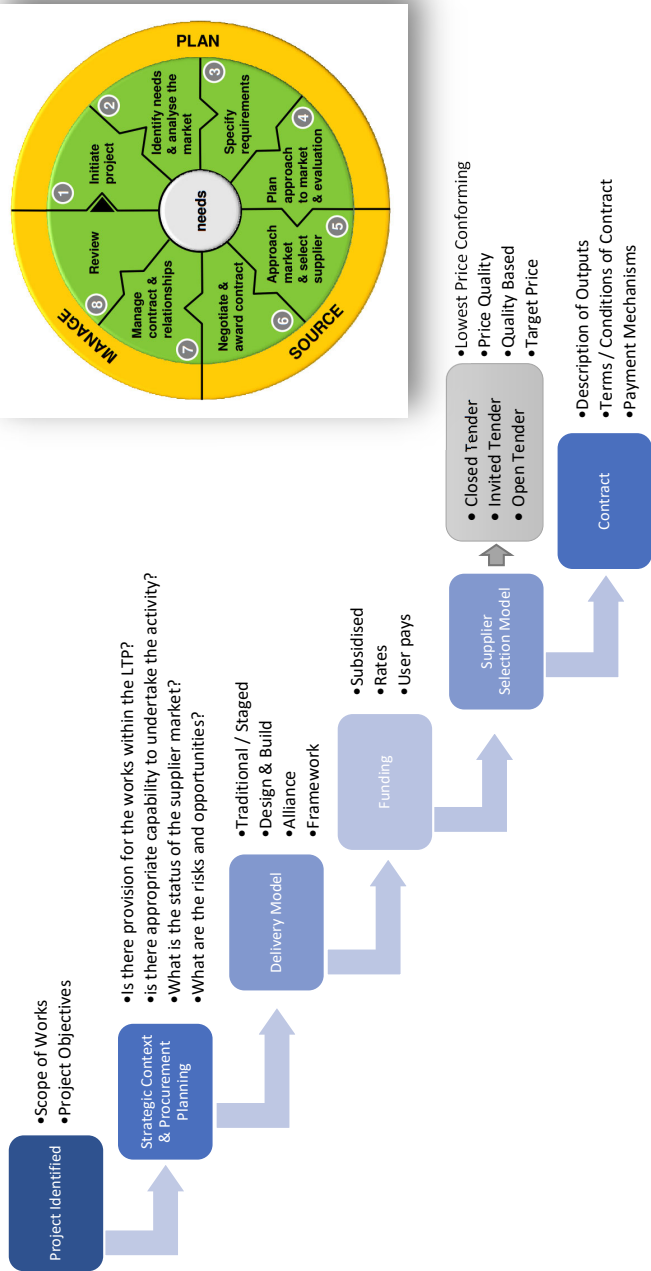 Project Identified
•Scope of Works
•Project Objectives
Strategic Context
& Procurement
Planning
•Is there provision for the works within the LTP?
•is there appropriate capability to undertake the activity?
•What is the status of the supplier market?
•What are the risks and opportunities?
Delivery Model
•Traditional / Staged
•Design & Build
•Alliance
•Framework
Funding
•Subsidised
•Rates
•User pays
Supplier
Selection Model
• Closed Tender
• Invited Tender
• Open Tender
•Lowest Price Conforming
•Price Quality
•Quality Based
•Target Price
Contract
•Description of Outputs
•Terms / Conditions of Contract
•Payment Mechanisms
PLAN
SOURCE
MANAGE
needs
1
Initiate
project
2
Identify needs
& analyse the
market
3
Specify
requirements
4
Plan
approach
to market
& evaluation
5
Approach
market
& select
supplier
6
Negotiate &
award contract
7
Manage
contract &
relationships
8
Review